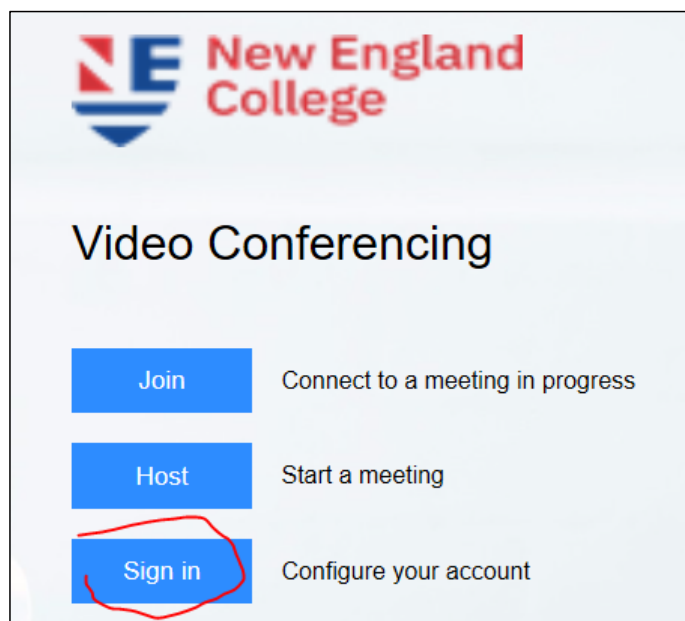 New England
College
Video Conferencing
Join Connect to a meeting in progress
Host Start a meeting
Sign in Configure your account